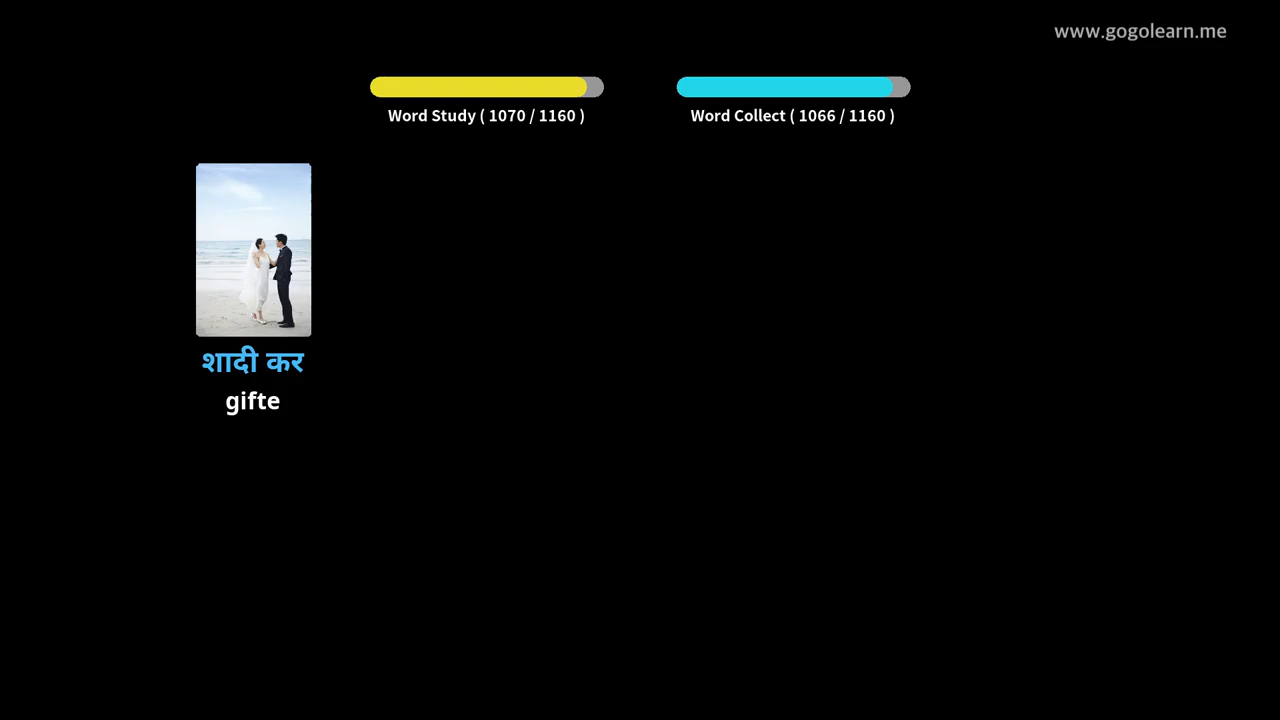 www.gogolearn.me
Word Study ( 1070 / 1160 )
Word Collect ( 1066 / 1160 )
शादी कर
gifte